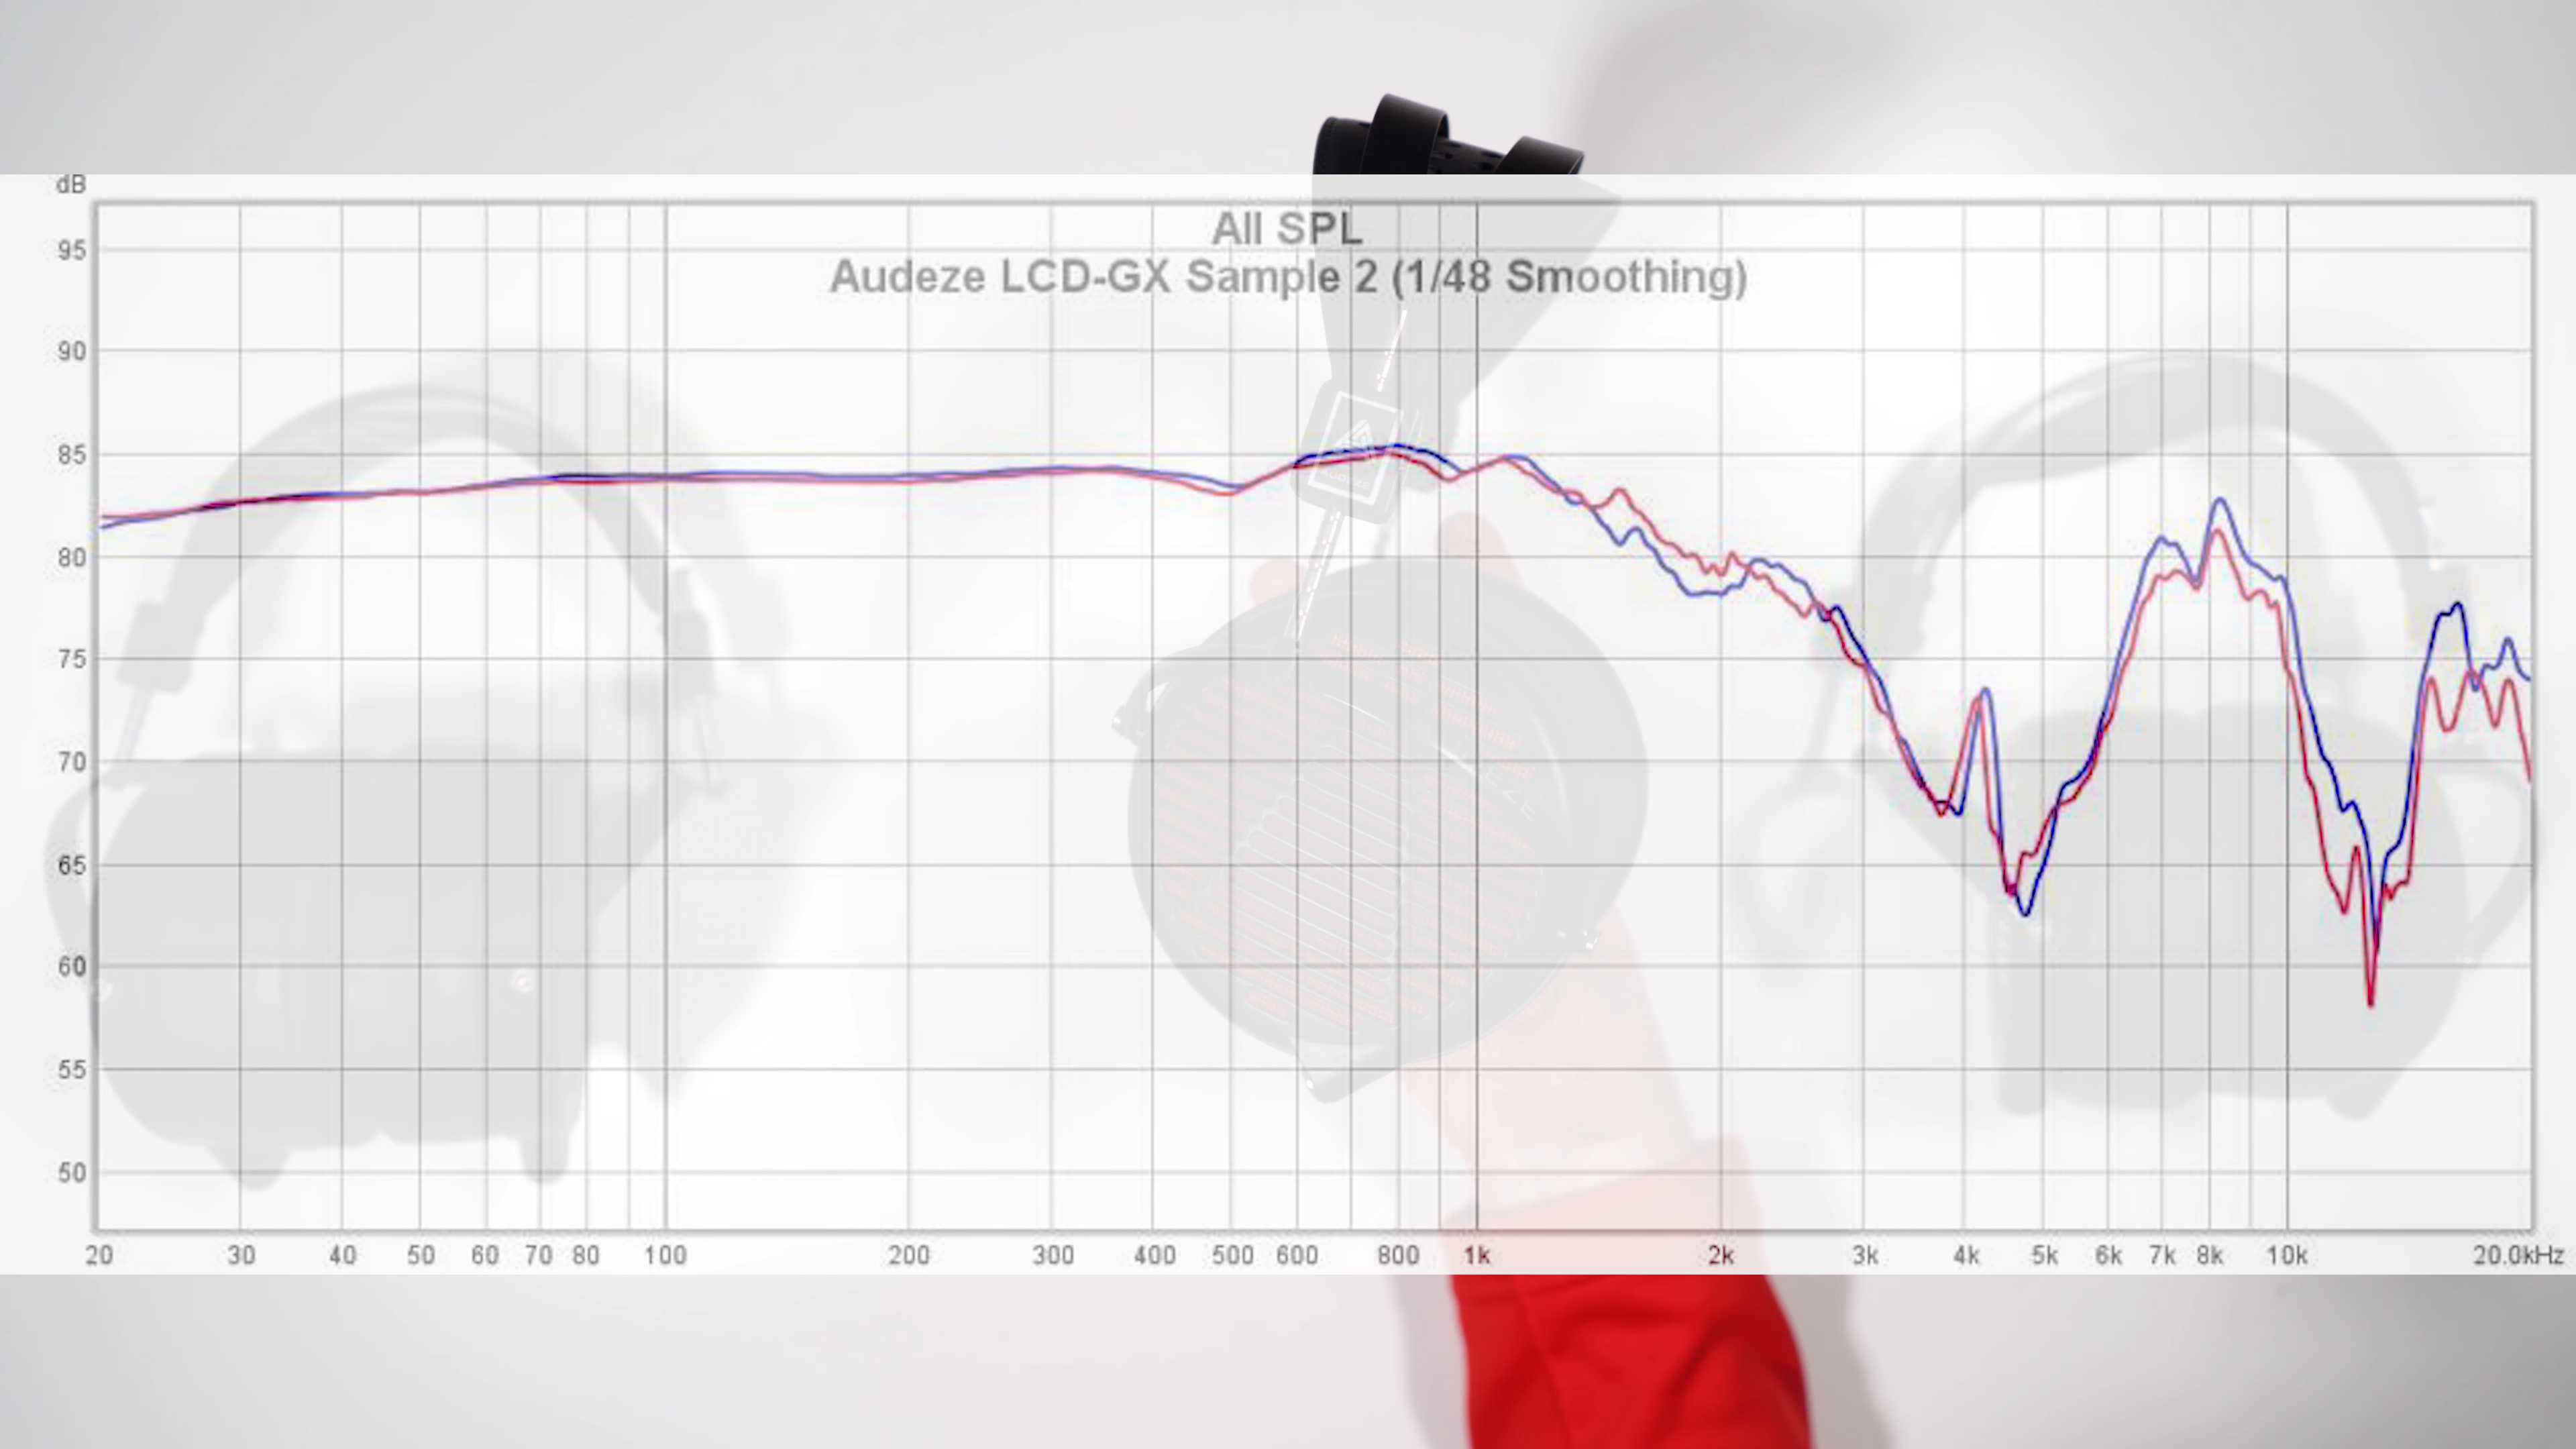 dB
All SPL
Audeze LCD-GX Sample 2 (1/48 Smoothing)
95
90
85
80
75
70
65
60
55
50
20 30 40 50 60 70 80 100 200 300 400 500 600 800 1k 2k 3k 4k 5k 6k 7k 8k 10k 20.0kHz